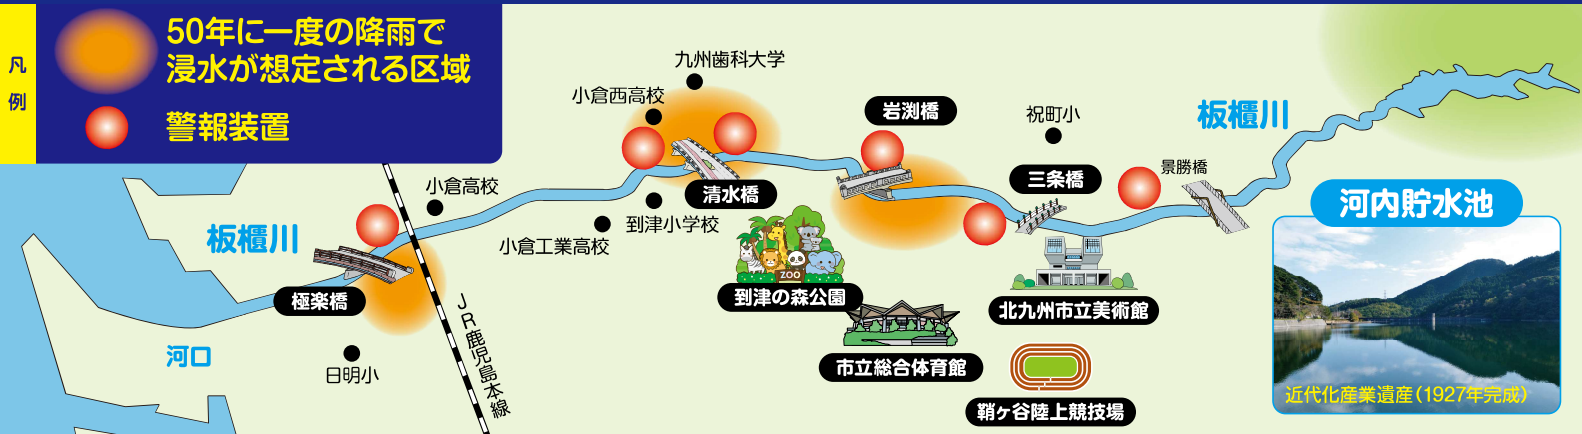 凡例
50年に一度の降雨で
浸水が想定される区域
警報装置
九州歯科大学
小倉西高校
小倉高校
清水橋
到津小学校
小倉工業高校
板櫃川
極楽橋
河口
日明小
JR鹿児島本線
岩渕橋
祝町小
三条橋
景勝橋
板櫃川
ZOO
到津の森公園
北九州市立美術館
市立総合体育館
鞘ヶ谷陸上競技場
河内貯水池
近代化産業遺産(1927年完成)